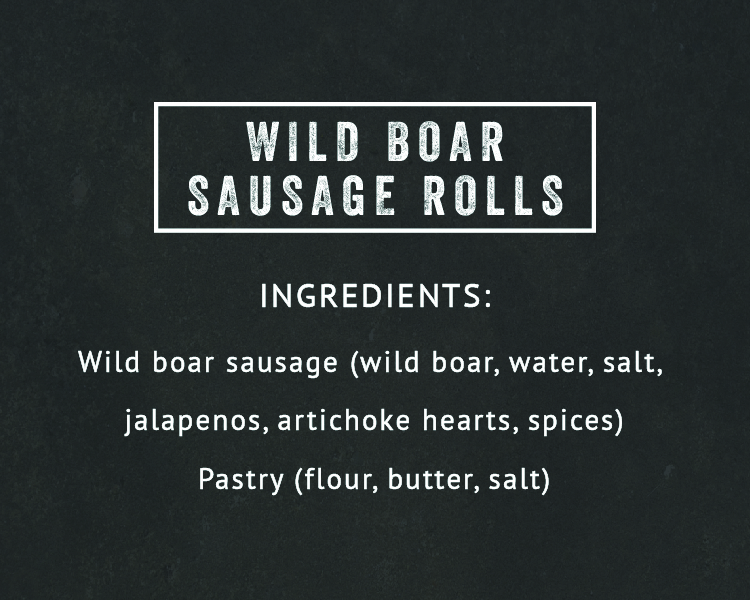 WILD BOAR
SAUSAGE ROLLS
INGREDIENTS:
Wild boar sausage (wild boar, water, salt,
jalapenos, artichoke hearts, spices)
Pastry (flour, butter, salt)